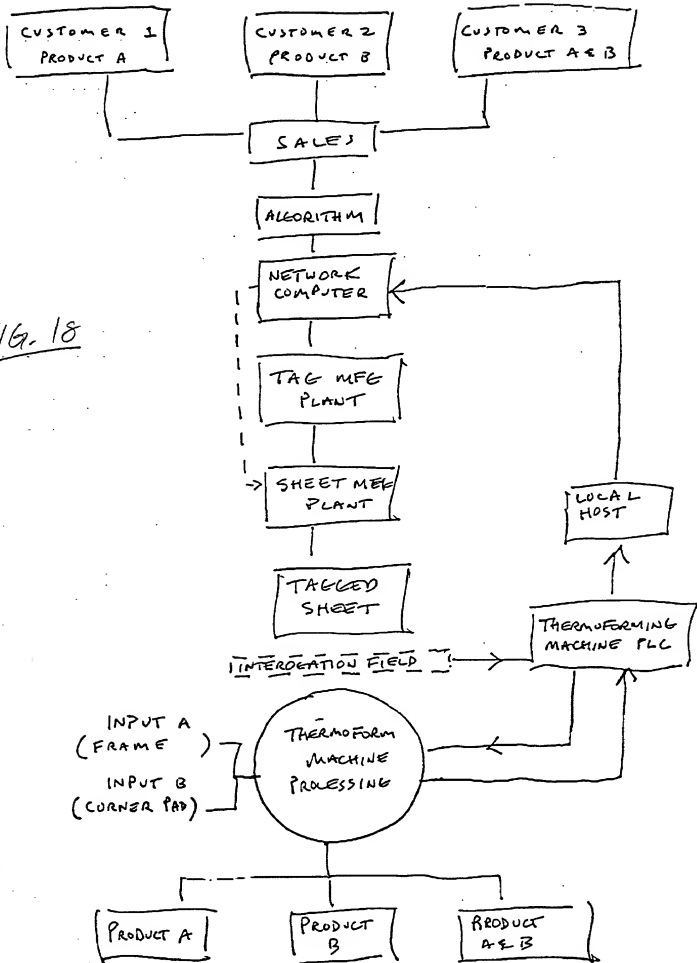 CUSTOMER 1
PRODUCT A
CUSTOMER 2
PRODUCT B
CUSTOMER 3
PRODUCT A & B
SALES
ALGORITHM
NETWORK
COMPUTER
IG. 18
TAG MFG
PLANT
SHEET MFG
PLANT
LOCAL
HOST
TAGGED
SHEET
THERMOFORMING
MACHINE PLC
INTEROGATION FIELD
INPUT A
(FRAME )
THERMOFORM
MACHINE
PROCESSING
INPUT B
(CORNER PAD)
PRODUCT A
PRODUCT
B
PRODUCT
A & B